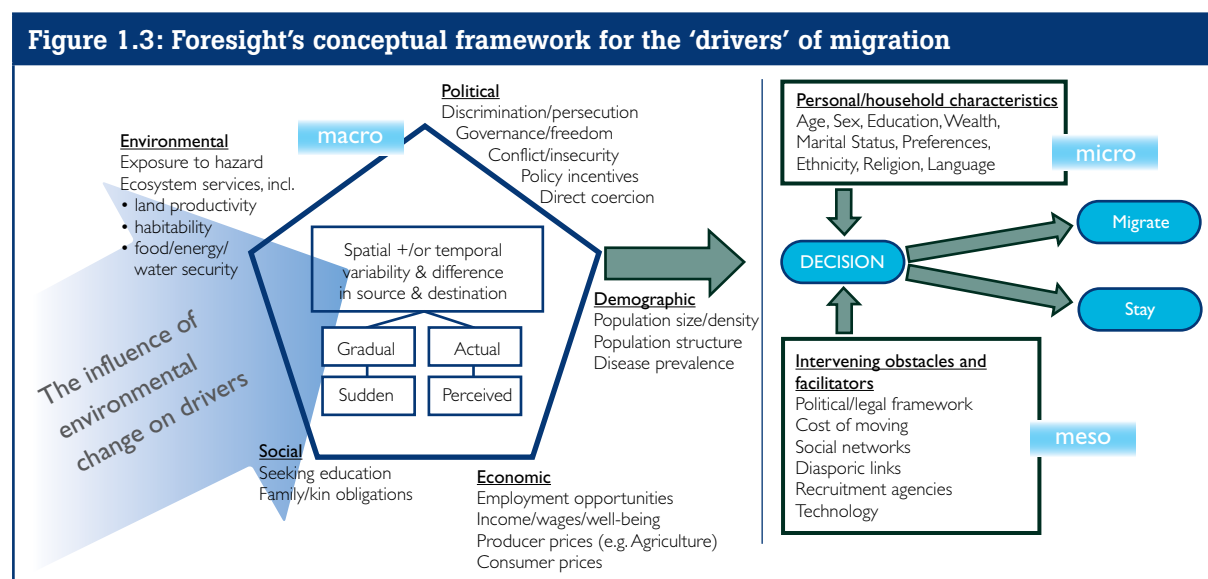 Figure 1.3: Foresight's conceptual framework for the 'drivers' of migration
Political
Discrimination/persecution
Governance/freedom
Conflict/insecurity
Policy incentives
Direct coercion
macro
Environmental
Exposure to hazard
Ecosystem services, incl.
• land productivity
• habitability
• food/energy/
water security
Spatial +/or temporal
variability & difference
in source & destination
Gradual
Actual
Sudden
Perceived
The influence of
environmental
change on drivers
Demographic
Population size/density
Population structure
Disease prevalence
Social
Seeking education
Family/kin obligations
Economic
Employment opportunities
Income/wages/well-being
Producer prices (e.g. Agriculture)
Consumer prices
Personal/household characteristics
Age, Sex, Education, Wealth,
Marital Status, Preferences,
Ethnicity, Religion, Language
micro
DECISION
Migrate
Stay
Intervening obstacles and
facilitators
Political/legal framework
Cost of moving
Social networks
Diasporic links
Recruitment agencies
Technology
meso